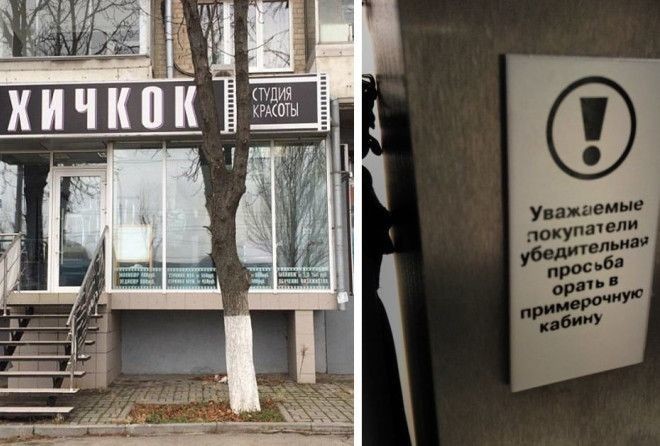 ХИЧКОК
СТУДИЯ
КРАСОТЫ
!
Уважаемые
покупатели
убедительная
просьба
орать в
примерочную
кабину